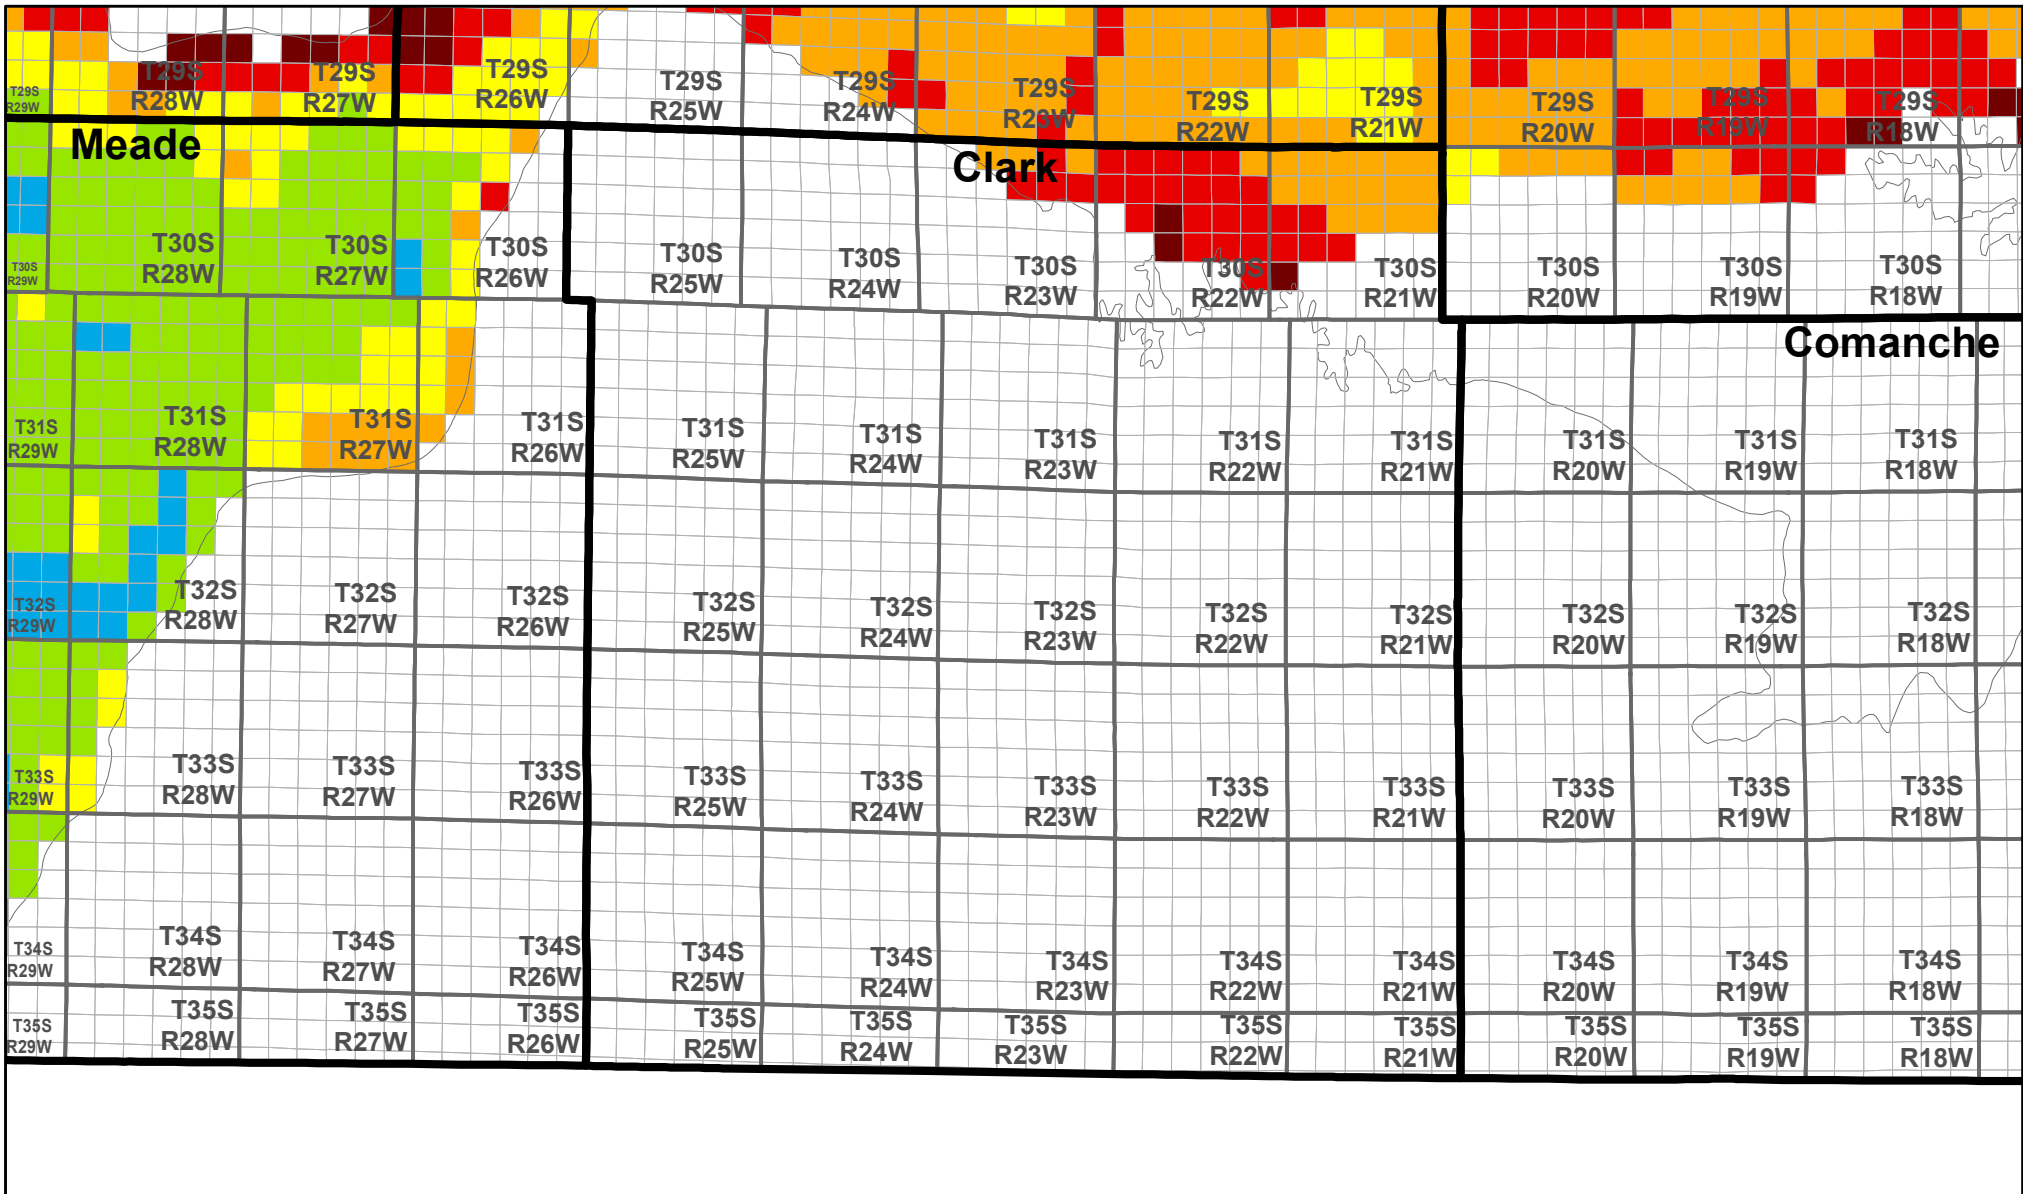 T29S
R29W
T29S
R28W
T29S
R27W
T29S
R26W
T29S
R25W
T29S
R24W
T29S
R23W
T29S
R22W
T29S
R21W
T29S
R20W
T29S
R19W
T29S
R18W
Meade
Clark
T30S
R29W
T30S
R28W
T30S
R27W
T30S
R26W
T30S
R25W
T30S
R24W
T30S
R23W
T30S
R22W
T30S
R21W
T30S
R20W
T30S
R19W
T30S
R18W
Comanche
T31S
R29W
T31S
R28W
T31S
R27W
T31S
R26W
T31S
R25W
T31S
R24W
T31S
R23W
T31S
R22W
T31S
R21W
T31S
R20W
T31S
R19W
T31S
R18W
T32S
R29W
T32S
R28W
T32S
R27W
T32S
R26W
T32S
R25W
T32S
R24W
T32S
R23W
T32S
R22W
T32S
R21W
T32S
R20W
T32S
R19W
T32S
R18W
T33S
R29W
T33S
R28W
T33S
R27W
T33S
R26W
T33S
R25W
T33S
R24W
T33S
R23W
T33S
R22W
T33S
R21W
T33S
R20W
T33S
R19W
T33S
R18W
T34S
R29W
T34S
R28W
T34S
R27W
T34S
R26W
T34S
R25W
T34S
R24W
T34S
R23W
T34S
R22W
T34S
R21W
T34S
R20W
T34S
R19W
T34S
R18W
T35S
R29W
T35S
R28W
T35S
R27W
T35S
R26W
T35S
R25W
T35S
R24W
T35S
R23W
T35S
R22W
T35S
R21W
T35S
R20W
T35S
R19W
T35S
R18W